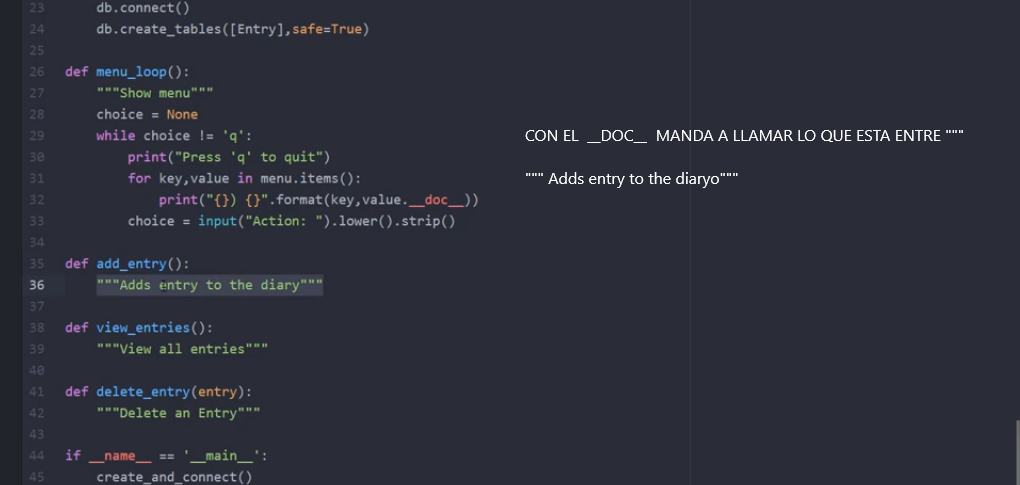 23 db.connect()
24 db.create_tables([Entry],safe=True)
25
26 def menu_loop():
27 """Show menu"""
28 choice = None
29 while choice != 'q':
30 print("Press 'q' to quit")
31 for key,value in menu.items():
32 print("{}) {}".format(key,value.__doc__))
33 choice = input("Action: ").lower().strip()
34
35 def add_entry():
36 """Adds entry to the diary"""
37
38 def view_entries():
39 """View all entries"""
40
41 def delete_entry(entry):
42 """Delete an Entry"""
43
44 if __name__ == '__main__':
45 create_and_connect()
CON EL __DOC__ MANDA A LLAMAR LO QUE ESTA ENTRE """
""" Adds entry to the diaryo"""